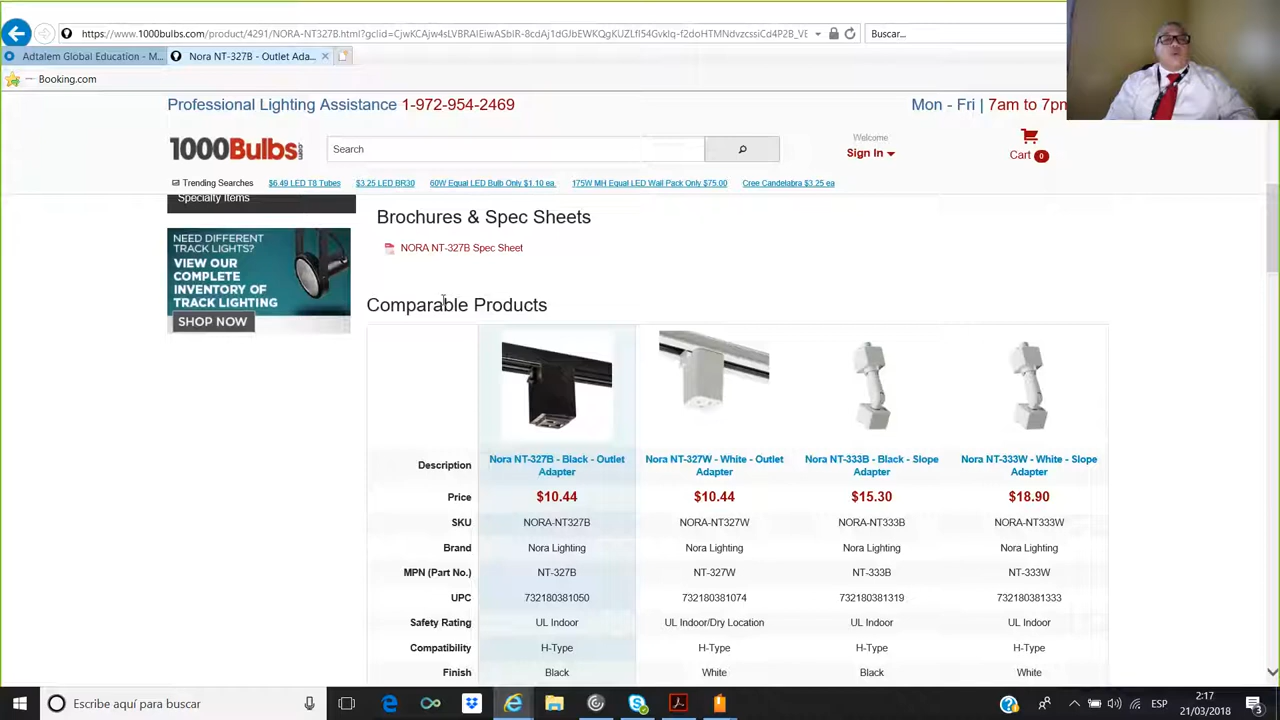 https://www.1000bulbs.com/product/4291/NORA-NT327B.html?gclid=
Buscar...
Adtalem Global Education - M...
Nora NT-327B - Outlet Ada...
Booking.com
Professional Lighting Assistance 1-972-954-2469
Mon - Fri | 7am to 7pm
1000Bulbs.com
Search
Welcome
Sign In
Cart 0
Trending Searches
$6.49 LED T8 Tubes
$3.25 LED BR30
60W Equal LED Bulb Only $1.10 ea.
175W MH Equal LED Wall Pack Only $75.00
Cree Candelabra $3.25 ea
Specialty Items
Brochures & Spec Sheets
NORA NT-327B Spec Sheet
NEED DIFFERENT
TRACK LIGHTS?
VIEW OUR
COMPLETE
INVENTORY OF
TRACK LIGHTING
SHOP NOW
Comparable Products
Description
Nora NT-327B - Black - Outlet
Adapter
Nora NT-327W - White - Outlet
Adapter
Nora NT-333B - Black - Slope
Adapter
Nora NT-333W - White - Slope
Adapter
Price $10.44 $10.44 $15.30 $18.90
SKU NORA-NT327B NORA-NT327W NORA-NT333B NORA-NT333W
Brand Nora Lighting Nora Lighting Nora Lighting Nora Lighting
MPN (Part No.) NT-327B NT-327W NT-333B NT-333W
UPC 732180381050 732180381074 732180381319 732180381333
Safety Rating UL Indoor UL Indoor/Dry Location UL Indoor UL Indoor
Compatibility H-Type H-Type H-Type H-Type
Finish Black White Black White
Escribe aquí para buscar
ESP
2:17
21/03/2018
3